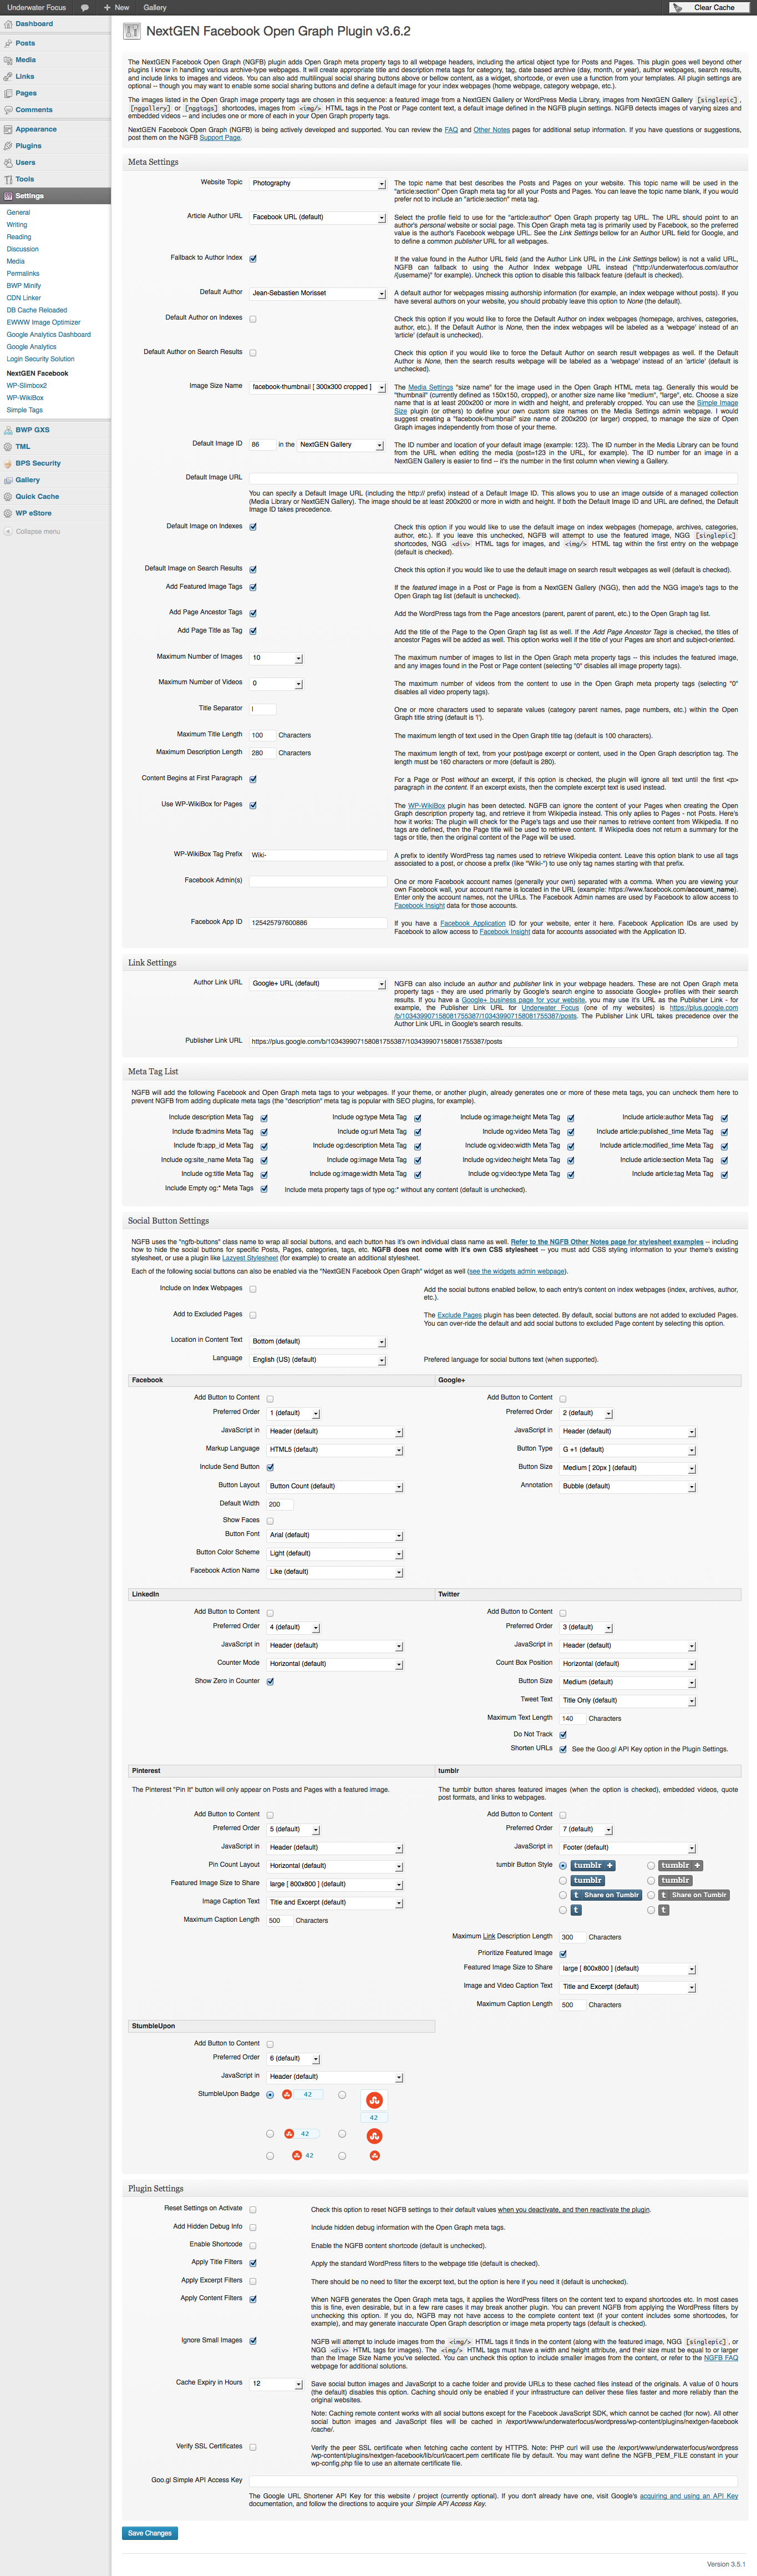 Underwater Focus + New Gallery Clear Cache
Dashboard
Posts
Media
Links
Pages
Comments
Appearance
Plugins
Users
Tools
Settings
General
Writing
Reading
Discussion
Media
Permalinks
BWP Minify
CDN Linker
DB Cache Reloaded
EWWW Image Optimizer
Google Analytics Dashboard
Google Analytics
Login Security Solution
NextGEN Facebook
WP-Slimbox2
WP-WikiBox
Simple Tags
BWP GXS
TML
BPS Security
Gallery
Quick Cache
WP eStore
Collapse menu
NextGEN Facebook Open Graph Plugin v3.6.2
The NextGEN Facebook Open Graph (NGFB) plugin adds Open Graph meta property tags to all webpage headers, including the artical object type for Posts and Pages. This plugin goes well beyond other
plugins I know in handling various archive-type webpages. It will create appropriate title and description meta tags for category, tag, date based archive (day, month, or year), author webpages, search results,
and include links to images and videos. You can also add multilingual social sharing buttons above or bellow content, as a widget, shortcode, or even use a function from your templates. All plugin settings are
optional -- though you may want to enable some social sharing buttons and define a default image for your index webpages (home webpage, category webpage, etc.).
The images listed in the Open Graph image property tags are chosen in this sequence: a featured image from a NextGEN Gallery or WordPress Media Library, images from NextGEN Gallery [singlepic] ,
[nggallery] or [nggtags] shortcodes, images from <img/> HTML tags in the Post or Page content text, a default image defined in the NGFB plugin settings. NGFB detects images of varying sizes and
embedded videos -- and includes one or more of each in your Open Graph property tags.
NextGEN Facebook Open Graph (NGFB) is being actively developed and supported. You can review the FAQ and Other Notes pages for additional setup information. If you have questions or suggestions,
post them on the NGFB Support Page.
Meta Settings
Website Topic Photography The topic name that best describes the Posts and Pages on your website. This topic name will be used in the
"article:section" Open Graph meta tag for all your Posts and Pages. You can leave the topic name blank, if you would
prefer not to include an "article:section" meta tag.
Article Author URL Facebook URL (default) Select the profile field to use for the "article:author" Open Graph property tag URL. The URL should point to an
author's personal website or social page. This Open Graph meta tag is primarily used by Facebook, so the preferred
value is the author's Facebook webpage URL. See the Link Settings bellow for an Author URL field for Google, and
to define a common publisher URL for all webpages.
Fallback to Author Index If the value found in the Author URL field (and the Author Link URL in the Link Settings bellow) is not a valid URL,
NGFB can fallback to using the Author Index webpage URL instead ("http://underwaterfocus.com/author
/{username}" for example). Uncheck this option to disable this fallback feature (default is checked).
Default Author Jean-Sebastien Morisset A default author for webpages missing authorship information (for example, an index webpage without posts). If you
have several authors on your website, you should probably leave this option to None (the default).
Default Author on Indexes Check this option if you would like to force the Default Author on index webpages (homepage, archives, categories,
author, etc.). If the Default Author is None, then the index webpages will be labeled as a 'webpage' instead of an
'article' (default is unchecked).
Default Author on Search Results Check this option if you would like to force the Default Author on search result webpages as well. If the Default
Author is None, then the search results webpage will be labeled as a 'webpage' instead of an 'article' (default is
unchecked).
Image Size Name facebook-thumbnail [ 300x300 cropped ] The Media Settings "size name" for the image used in the Open Graph HTML meta tag. Generally this would be
"thumbnail" (currently defined as 150x150, cropped), or another size name like "medium", "large", etc. Choose a size
name that is at least 200x200 or more in width and height, and preferably cropped. You can use the Simple Image
Size plugin (or others) to define your own custom size names on the Media Settings admin webpage. I would
suggest creating a "facebook-thumbnail" size name of 200x200 (or larger) cropped, to manage the size of Open
Graph images independently from those of your theme.
Default Image ID 86 in the NextGEN Gallery The ID number and location of your default image (example: 123). The ID number in the Media Library can be found
from the URL when editing the media (post=123 in the URL, for example). The ID number for an image in a
NextGEN Gallery is easier to find -- it's the number in the first column when viewing a Gallery.
Default Image URL
You can specify a Default Image URL (including the http:// prefix) instead of a Default Image ID. This allows you to use an image outside of a managed collection
(Media Library or NextGEN Gallery). The image should be at least 200x200 or more in width and height. If both the Default Image ID and URL are defined, the Default
Image ID takes precedence.
Default Image on Indexes Check this option if you would like to use the default image on index webpages (homepage, archives, categories,
author, etc.). If you leave this unchecked, NGFB will attempt to use the featured image, NGG [singlepic]
shortcodes, NGG <div> HTML tags for images, and <img/> HTML tag within the first entry on the webpage
(default is checked).
Default Image on Search Results Check this option if you would like to use the default image on search result webpages as well (default is checked).
Add Featured Image Tags If the featured image in a Post or Page is from a NextGEN Gallery (NGG), then add the NGG image's tags to the
Open Graph tag list (default is unchecked).
Add Page Ancestor Tags Add the WordPress tags from the Page ancestors (parent, parent of parent, etc.) to the Open Graph tag list.
Add Page Title as Tag Add the title of the Page to the Open Graph tag list as well. If the Add Page Ancestor Tags is checked, the titles of
ancestor Pages will be added as well. This option works well if the title of your Pages are short and subject-oriented.
Maximum Number of Images 10 The maximum number of images to list in the Open Graph meta property tags -- this includes the featured image,
and any images found in the Post or Page content (selecting "0" disables all image property tags).
Maximum Number of Videos 0 The maximum number of videos from the content to use in the Open Graph meta property tags (selecting "0"
disables all video property tags).
Title Separator | One or more characters used to separate values (category parent names, page numbers, etc.) within the Open
Graph title string (default is '|').
Maximum Title Length 100 Characters The maximum length of text used in the Open Graph title tag (default is 100 characters).
Maximum Description Length 280 Characters The maximum length of text, from your post/page excerpt or content, used in the Open Graph description tag. The
length must be 160 characters or more (default is 280).
Content Begins at First Paragraph For a Page or Post without an excerpt, if this option is checked, the plugin will ignore all text until the first <p>
paragraph in the content. If an excerpt exists, then the complete excerpt text is used instead.
Use WP-WikiBox for Pages The WP-WikiBox plugin has been detected. NGFB can ignore the content of your Pages when creating the Open
Graph description property tag, and retrieve it from Wikipedia instead. This only aplies to Pages - not Posts. Here's
how it works: The plugin will check for the Page's tags and use their names to retrieve content from Wikipedia. If no
tags are defined, then the Page title will be used to retrieve content. If Wikipedia does not return a summary for the
tags or title, then the original content of the Page will be used.
WP-WikiBox Tag Prefix Wiki- A prefix to identify WordPress tag names used to retrieve Wikipedia content. Leave this option blank to use all tags
associated to a post, or choose a prefix (like "Wiki-") to use only tag names starting with that prefix.
Facebook Admin(s) One or more Facebook account names (generally your own) separated with a comma. When you are viewing your
own Facebook wall, your account name is located in the URL (example: https://www.facebook.com/account_name).
Enter only the account names, not the URLs. The Facebook Admin names are used by Facebook to allow access to
Facebook Insight data for those accounts.
Facebook App ID 125425797600886 If you have a Facebook Application ID for your website, enter it here. Facebook Application IDs are used by
Facebook to allow access to Facebook Insight data for accounts associated with the Application ID.
Link Settings
Author Link URL Google+ URL (default) NGFB can also include an author and publisher link in your webpage headers. These are not Open Graph meta
property tags - they are used primarily by Google's search engine to associate Google+ profiles with their search
results. If you have a Google+ business page for your website, you may use it's URL as the Publisher Link - for
example, the Publisher Link URL for Underwater Focus (one of my websites) is https://plus.google.com
/b/103439907158081755387/103439907158081755387/posts. The Publisher Link URL takes precedence over the
Author Link URL in Google's search results.
Publisher Link URL https://plus.google.com/b/103439907158081755387/103439907158081755387/posts
Meta Tag List
NGFB will add the following Facebook and Open Graph meta tags to your webpages. If your theme, or another plugin, already generates one or more of these meta tags, you can uncheck them here to
prevent NGFB from adding duplicate meta tags (the "description" meta tag is popular with SEO plugins, for example).
Include description Meta Tag Include og:type Meta Tag Include og:image:height Meta Tag Include article:author Meta Tag
Include fb:admins Meta Tag Include og:url Meta Tag Include og:video Meta Tag Include article:published_time Meta Tag
Include fb:app_id Meta Tag Include og:description Meta Tag Include og:video:width Meta Tag Include article:modified_time Meta Tag
Include og:site_name Meta Tag Include og:image Meta Tag Include og:video:height Meta Tag Include article:section Meta Tag
Include og:title Meta Tag Include og:image:width Meta Tag Include og:video:type Meta Tag Include article:tag Meta Tag
Include Empty og:* Meta Tags Include meta property tags of type og:* without any content (default is unchecked).
Social Button Settings
NGFB uses the "ngfb-buttons" class name to wrap all social buttons, and each button has it's own individual class name as well. Refer to the NGFB Other Notes page for stylesheet examples -- including
how to hide the social buttons for specific Posts, Pages, categories, tags, etc. NGFB does not come with it's own CSS stylesheet -- you must add CSS styling information to your theme's existing
stylesheet, or use a plugin like Lazyest Stylesheet (for example) to create an additional stylesheet.
Each of the following social buttons can also be enabled via the "NextGEN Facebook Open Graph" widget as well (see the widgets admin webpage).
Include on Index Webpages Add the social buttons enabled bellow, to each entry's content on index webpages (index, archives, author,
etc.).
Add to Excluded Pages The Exclude Pages plugin has been detected. By default, social buttons are not added to excluded Pages.
You can over-ride the default and add social buttons to excluded Page content by selecting this option.
Location in Content Text Bottom (default)
Language English (US) (default) Prefered language for social buttons text (when supported).
Facebook Google+
Add Button to Content Add Button to Content
Preferred Order 1 (default) Preferred Order 2 (default)
JavaScript in Header (default) JavaScript in Header (default)
Markup Language HTML5 (default) Button Type G +1 (default)
Include Send Button Button Size Medium [ 20px ] (default)
Button Layout Button Count (default) Annotation Bubble (default)
Default Width 200
Show Faces
Button Font Arial (default)
Button Color Scheme Light (default)
Facebook Action Name Like (default)
LinkedIn Twitter
Add Button to Content Add Button to Content
Preferred Order 4 (default) Preferred Order 3 (default)
JavaScript in Header (default) JavaScript in Header (default)
Counter Mode Horizontal (default) Count Box Position Horizontal (default)
Show Zero in Counter Button Size Medium (default)
Tweet Text Title Only (default)
Maximum Text Length 140 Characters
Do Not Track
Shorten URLs See the Goo.gl API Key option in the Plugin Settings.
Pinterest tumblr
The Pinterest "Pin It" button will only appear on Posts and Pages with a featured image. The tumblr button shares featured images (when the option is checked), embedded videos, quote
post formats, and links to webpages.
Add Button to Content Add Button to Content
Preferred Order 5 (default) Preferred Order 7 (default)
JavaScript in Header (default) JavaScript in Footer (default)
Pin Count Layout Horizontal (default) tumblr Button Style tumblr + tumblr +
Featured Image Size to Share large [ 800x800 ] (default) tumblr tumblr
Image Caption Text Title and Excerpt (default) t Share on Tumblr t Share on Tumblr
Maximum Caption Length 500 Characters t t
Maximum Link Description Length 300 Characters
Prioritize Featured Image
Featured Image Size to Share large [ 800x800 ] (default)
Image and Video Caption Text Title and Excerpt (default)
Maximum Caption Length 500 Characters
StumbleUpon
Add Button to Content
Preferred Order 6 (default)
JavaScript in Header (default)
StumbleUpon Badge 42
42
42
42
Plugin Settings
Reset Settings on Activate Check this option to reset NGFB settings to their default values when you deactivate, and then reactivate the plugin.
Add Hidden Debug Info Include hidden debug information with the Open Graph meta tags.
Enable Shortcode Enable the NGFB content shortcode (default is unchecked).
Apply Title Filters Apply the standard WordPress filters to the webpage title (default is checked).
Apply Excerpt Filters There should be no need to filter the excerpt text, but the option is here if you need it (default is unchecked).
Apply Content Filters When NGFB generates the Open Graph meta tags, it applies the WordPress filters on the content text to expand shortcodes etc. In most cases
this is fine, even desirable, but in a few rare cases it may break another plugin. You can prevent NGFB from applying the WordPress filters by
unchecking this option. If you do, NGFB may not have access to the complete content text (if your content includes some shortcodes, for
example), and may generate inaccurate Open Graph description or image meta property tags (default is checked).
Ignore Small Images NGFB will attempt to include images from the <img/> HTML tags it finds in the content (along with the featured image, NGG [singlepic] , or
NGG <div> HTML tags for images). The <img/> HTML tags must have a width and height attribute, and their size must be equal to or larger
than the Image Size Name you've selected. You can uncheck this option to include smaller images from the content, or refer to the NGFB FAQ
webpage for additional solutions.
Cache Expiry in Hours 12 Save social button images and JavaScript to a cache folder and provide URLs to these cached files instead of the originals. A value of 0 hours
(the default) disables this option. Caching should only be enabled if your infrastructure can deliver these files faster and more reliably than the
original websites.
Note: Caching remote content works with all social buttons except for the Facebook JavaScript SDK, which cannot be cached (for now). All other
social button images and JavaScript files will be cached in /export/www/underwaterfocus/wordpress/wp-content/plugins/nextgen-facebook
/cache/.
Verify SSL Certificates Verify the peer SSL certificate when fetching cache content by HTTPS. Note: PHP curl will use the /export/www/underwaterfocus/wordpress
/wp-content/plugins/nextgen-facebook/lib/curl/cacert.pem certificate file by default. You may want define the NGFB_PEM_FILE constant in your
wp-config.php file to use an alternate certificate file.
Goo.gl Simple API Access Key
The Google URL Shortener API Key for this website / project (currently optional). If you don't already have one, visit Google's acquiring and using an API Key
documentation, and follow the directions to acquire your Simple API Access Key.
Save Changes
Version 3.5.1